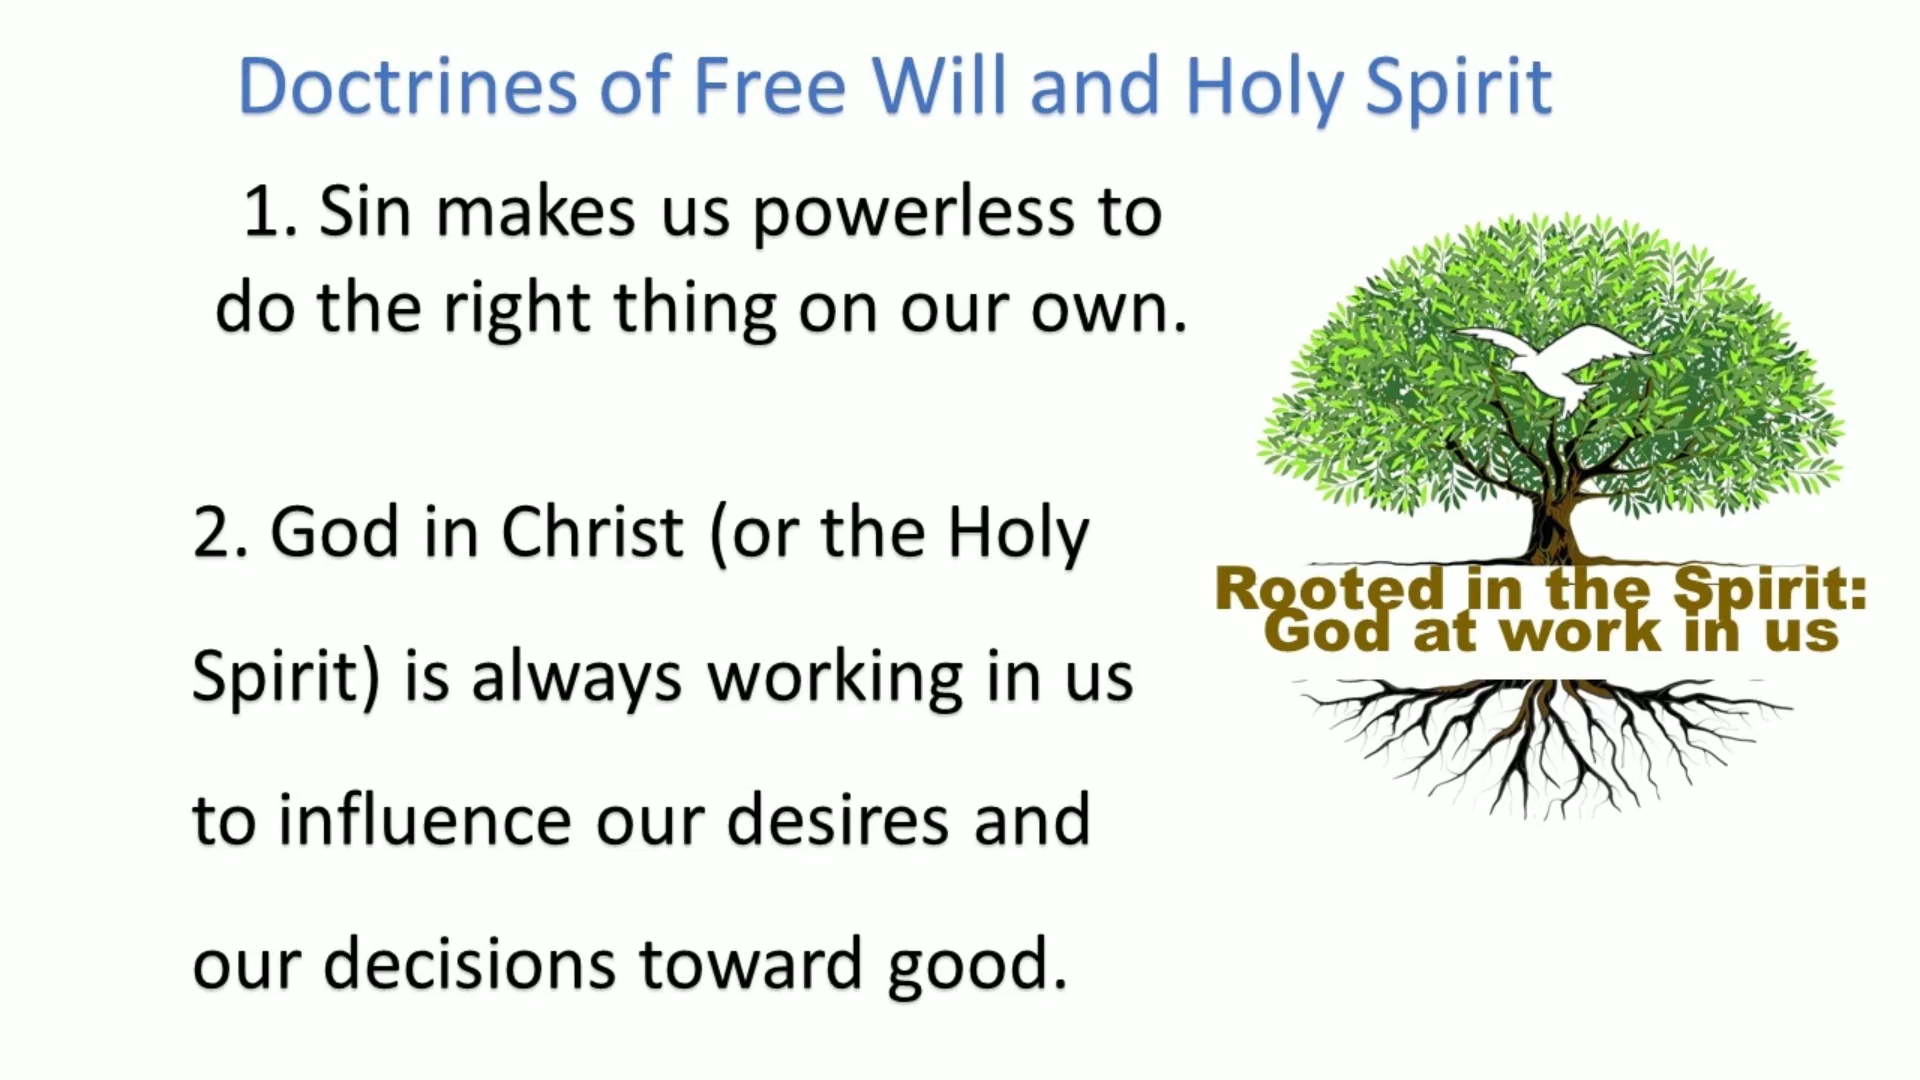 Doctrines of Free Will and Holy Spirit
1. Sin makes us powerless to
do the right thing on our own.
2. God in Christ (or the Holy
Spirit) is always working in us
to influence our desires and
our decisions toward good.
Rooted in the Spirit:
God at work in us